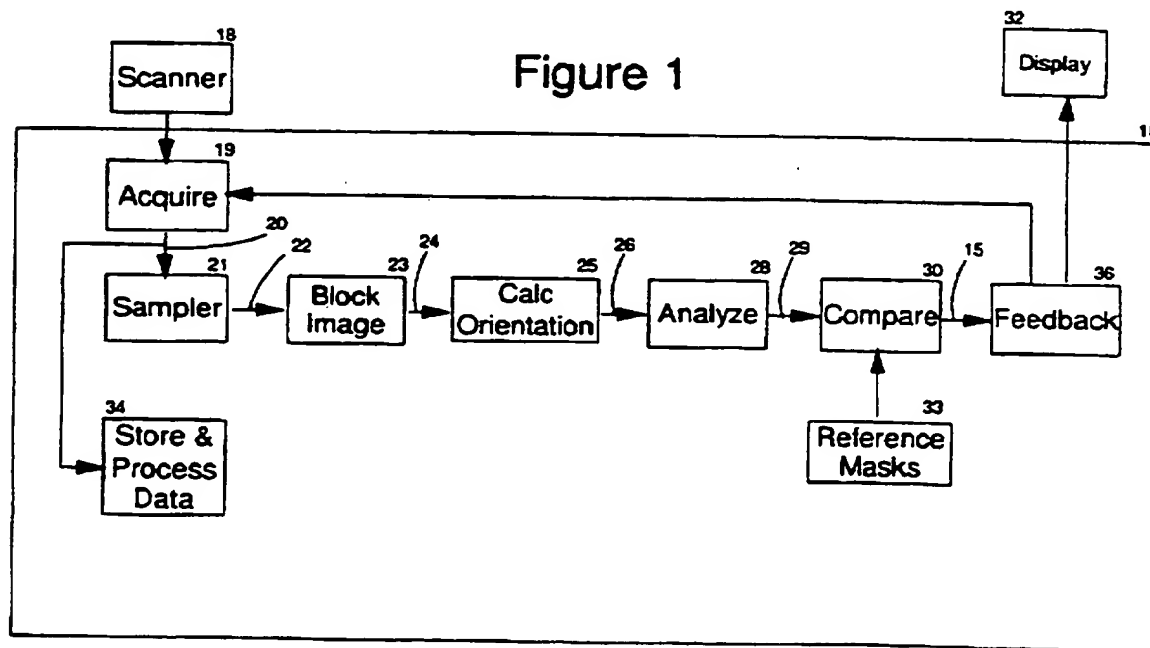 18
Scanner
Figure 1
32
Display
19
Acquire
20
21
Sampler
22
23
Block
Image
24
25
Calc
Orientation
26
28
Analyze
29
30
Compare
15
36
Feedback
33
Reference
Masks
34
Store &
Process
Data